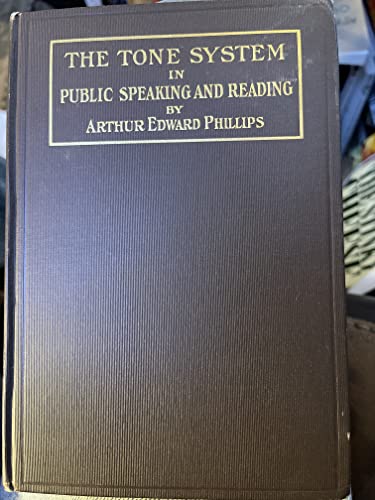 THE TONE SYSTEM
IN
PUBLIC SPEAKING AND READING
BY
ARTHUR EDWARD PHILLIPS